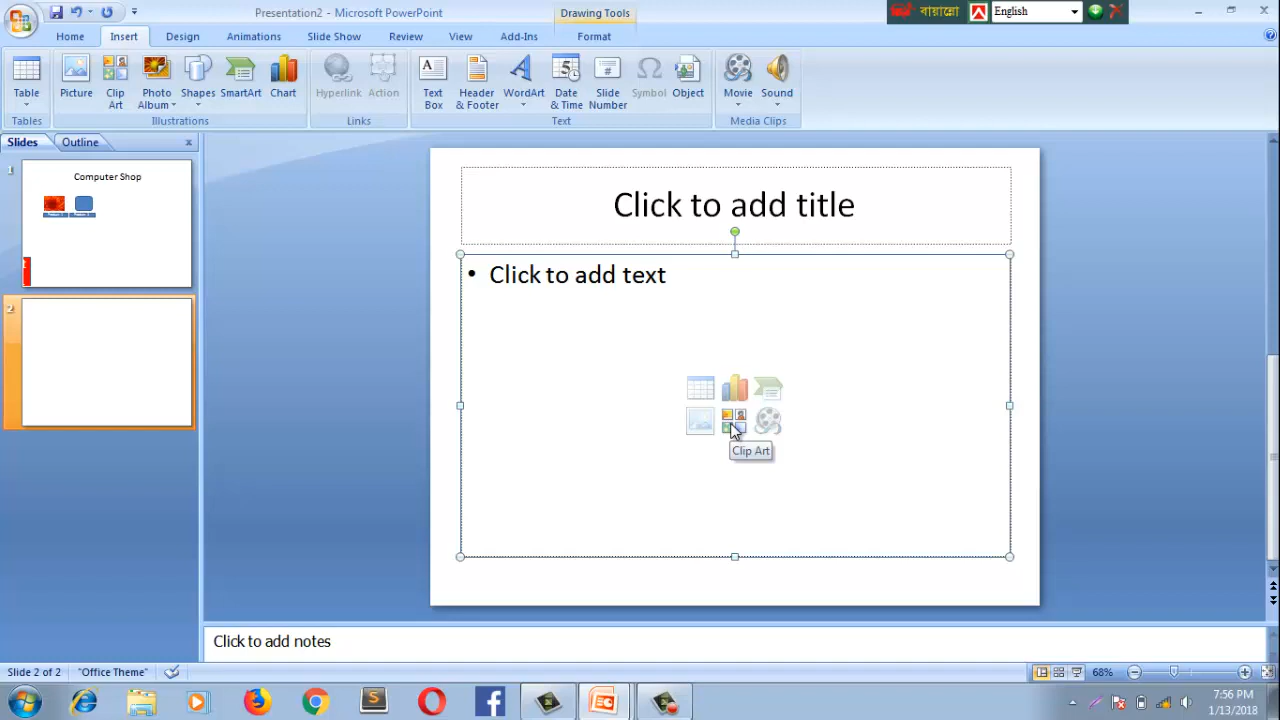 Presentation2 - Microsoft PowerPoint
Drawing Tools
বায়ান্নো
English
Home
Insert
Design
Animations
Slide Show
Review
View
Add-Ins
Format
Table
Picture
Clip Art
Photo Album
Shapes
SmartArt
Chart
Hyperlink
Action
Text Box
Header & Footer
WordArt
Date & Time
Slide Number
Symbol
Object
Movie
Sound
Tables
Illustrations
Links
Text
Media Clips
Slides
Outline
1
Computer Shop
2
Click to add title
• Click to add text
Clip Art
Click to add notes
Slide 2 of 2
"Office Theme"
68%
7:56 PM
1/13/2018